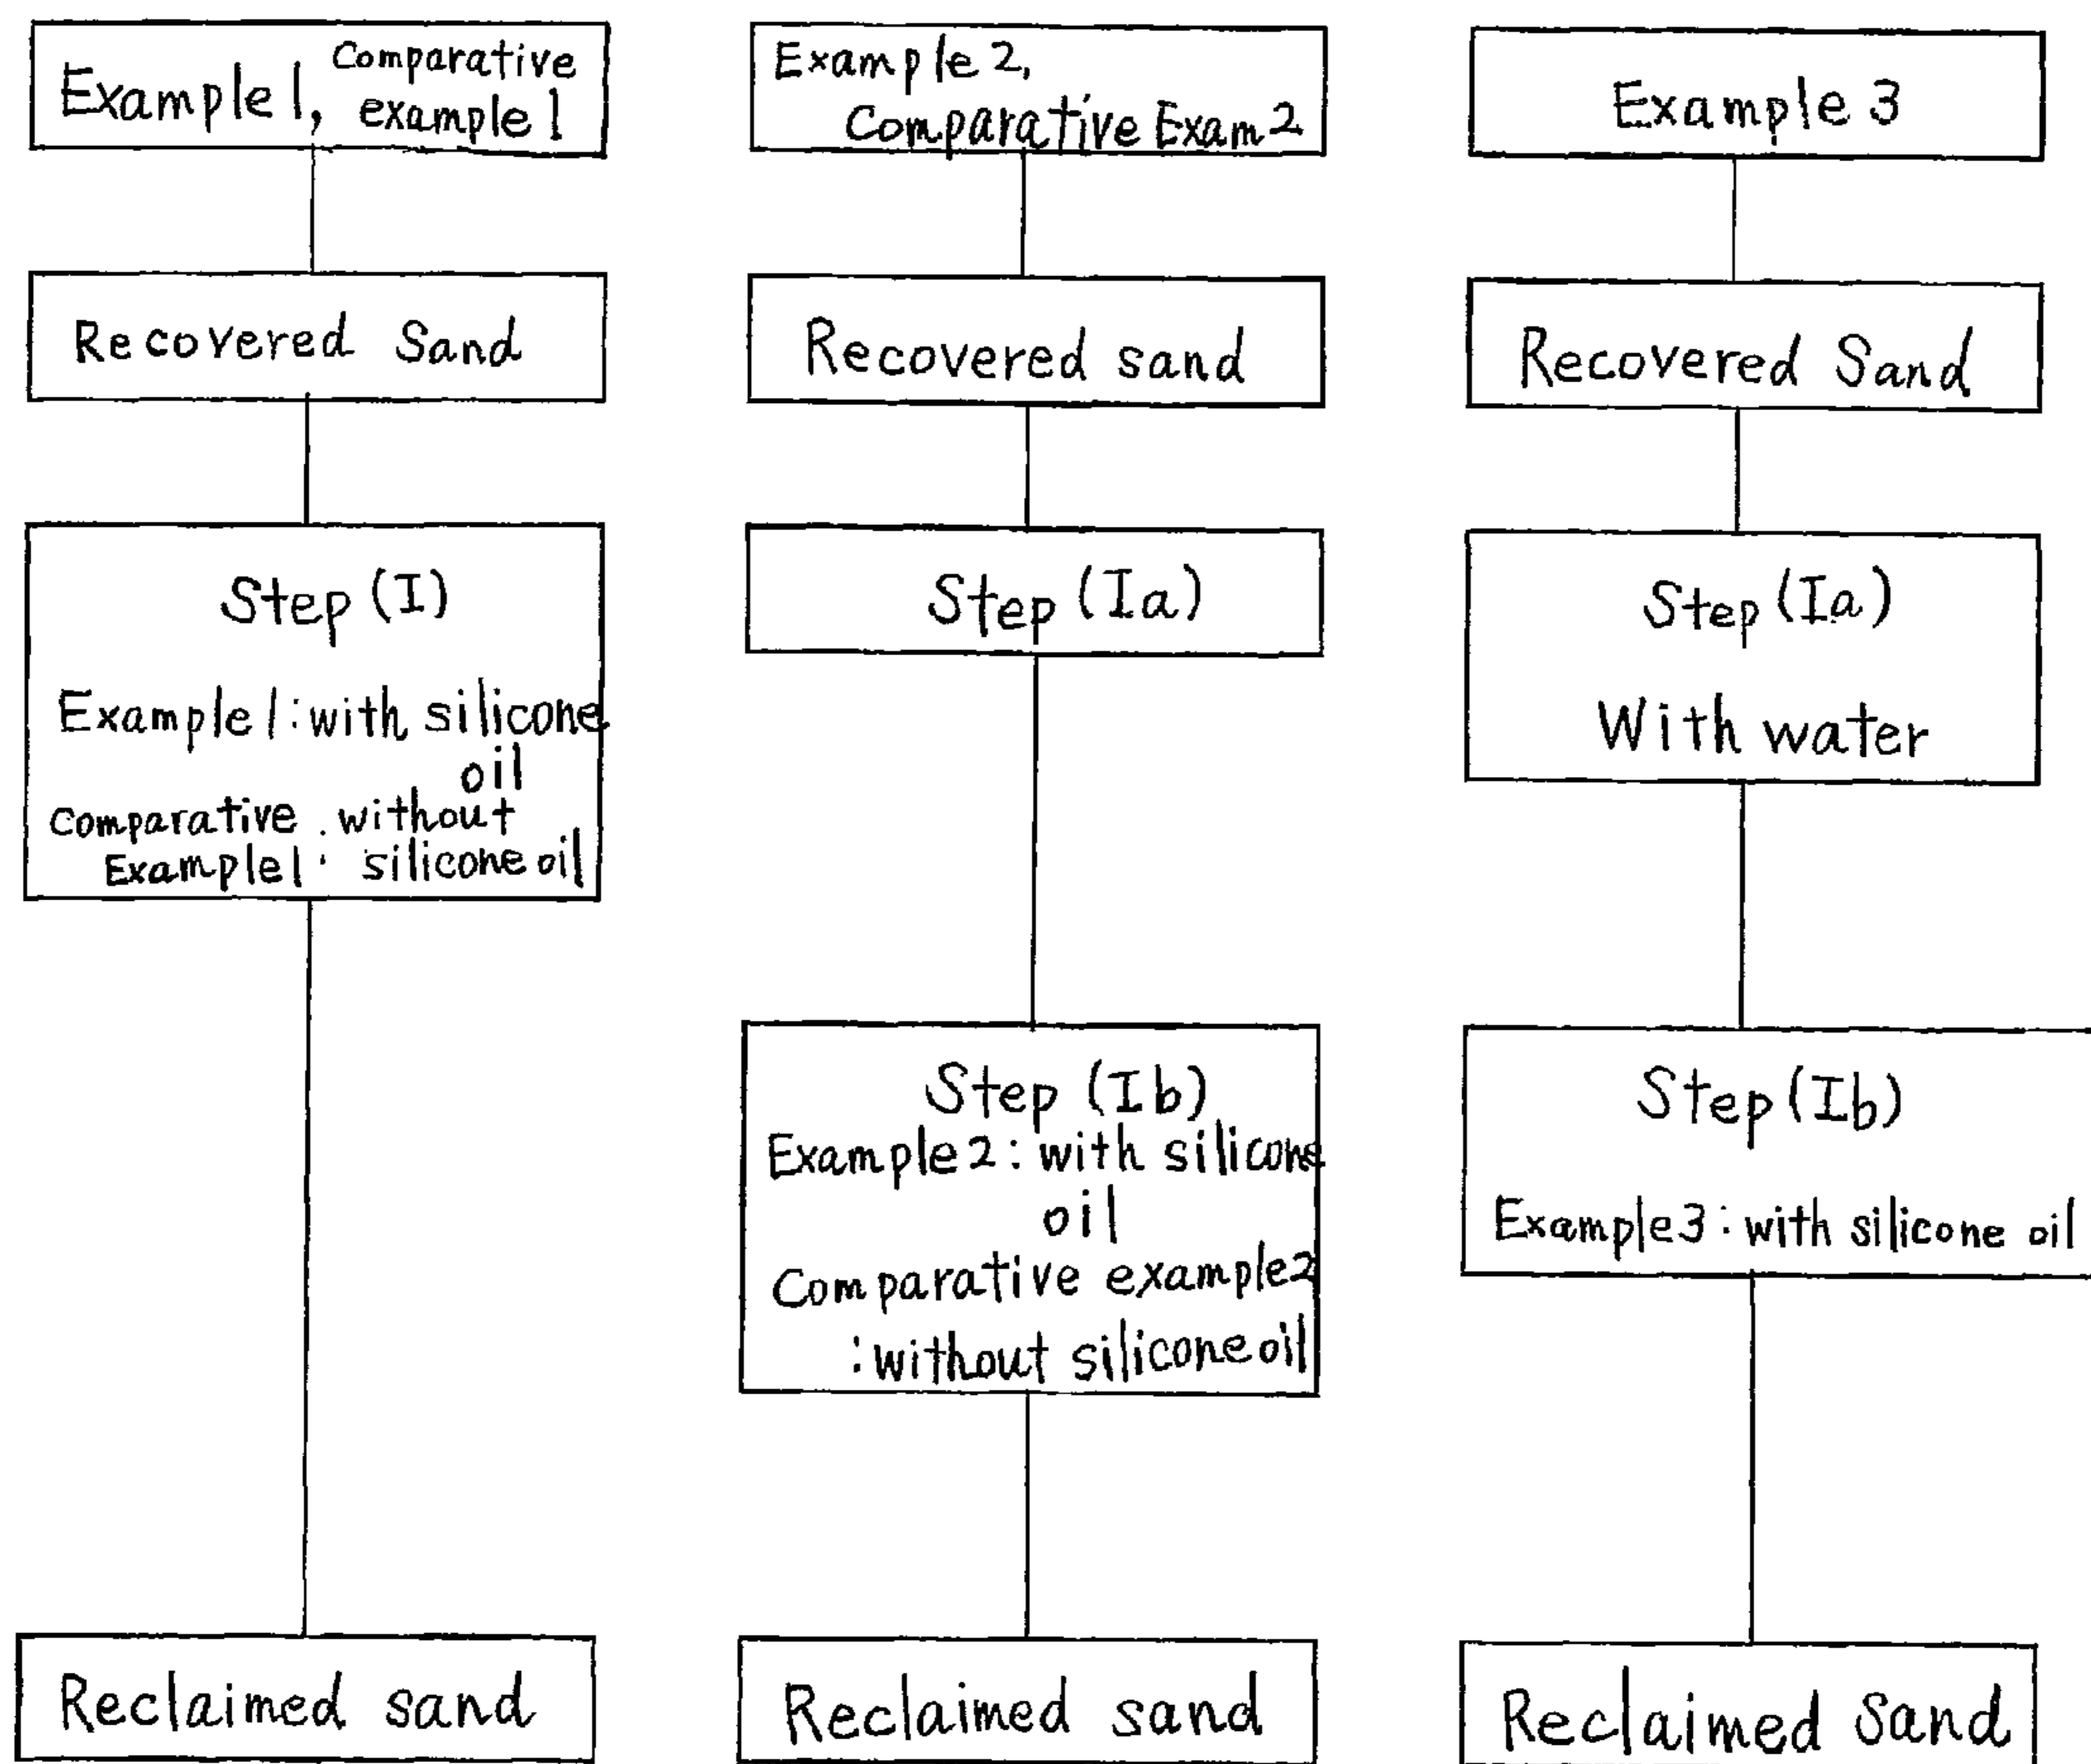 Example 1, Comparative
example 1
Recovered Sand
Step (I)
Example 1: with silicone
oil
Comparative . without
Example 1 : silicone oil
Reclaimed sand
Example 2,
Comparative Exam 2
Recovered sand
Step (Ia)
Step (Ib)
Example 2: with silicone
oil
Comparative example 2
: without silicone oil
Reclaimed sand
Example 3
Recovered Sand
Step (Ia)
With water
Step (Ib)
Example 3: with silicone oil
Reclaimed Sand